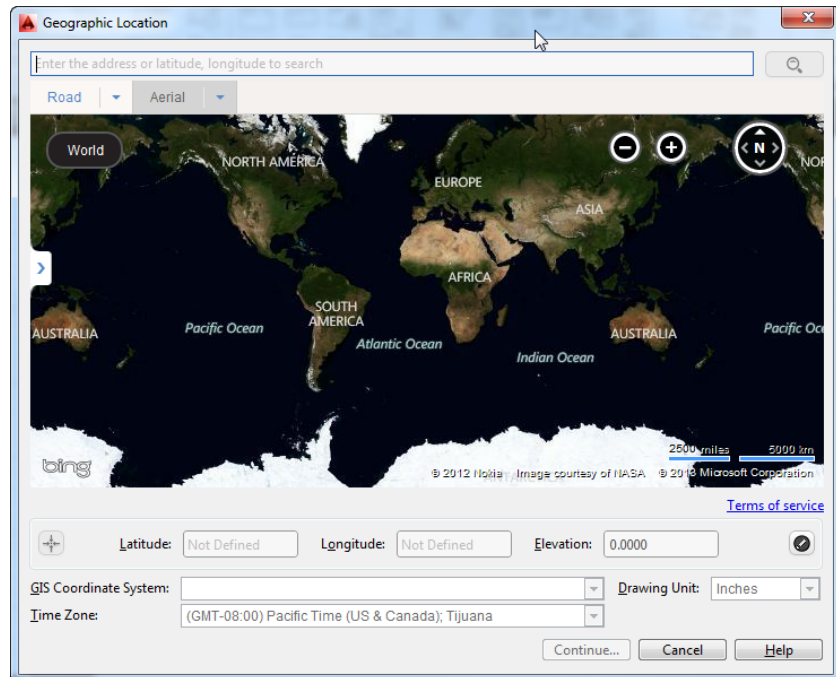 Geographic Location
Enter the address or latitude, longitude to search
Road Aerial
World
N
NORTH AMERICA
EUROPE
ASIA
AFRICA
SOUTH
AMERICA
AUSTRALIA
Pacific Ocean
Atlantic Ocean
Indian Ocean
AUSTRALIA
Pacific Oce
NOR
2500 miles 5000 km
bing
© 2012 Nokia Image courtesy of NASA © 2013 Microsoft Corporation
Terms of service
Latitude: Not Defined Longitude: Not Defined Elevation: 0.0000
GIS Coordinate System: Drawing Unit: Inches
Time Zone: (GMT-08:00) Pacific Time (US & Canada); Tijuana
Continue... Cancel Help